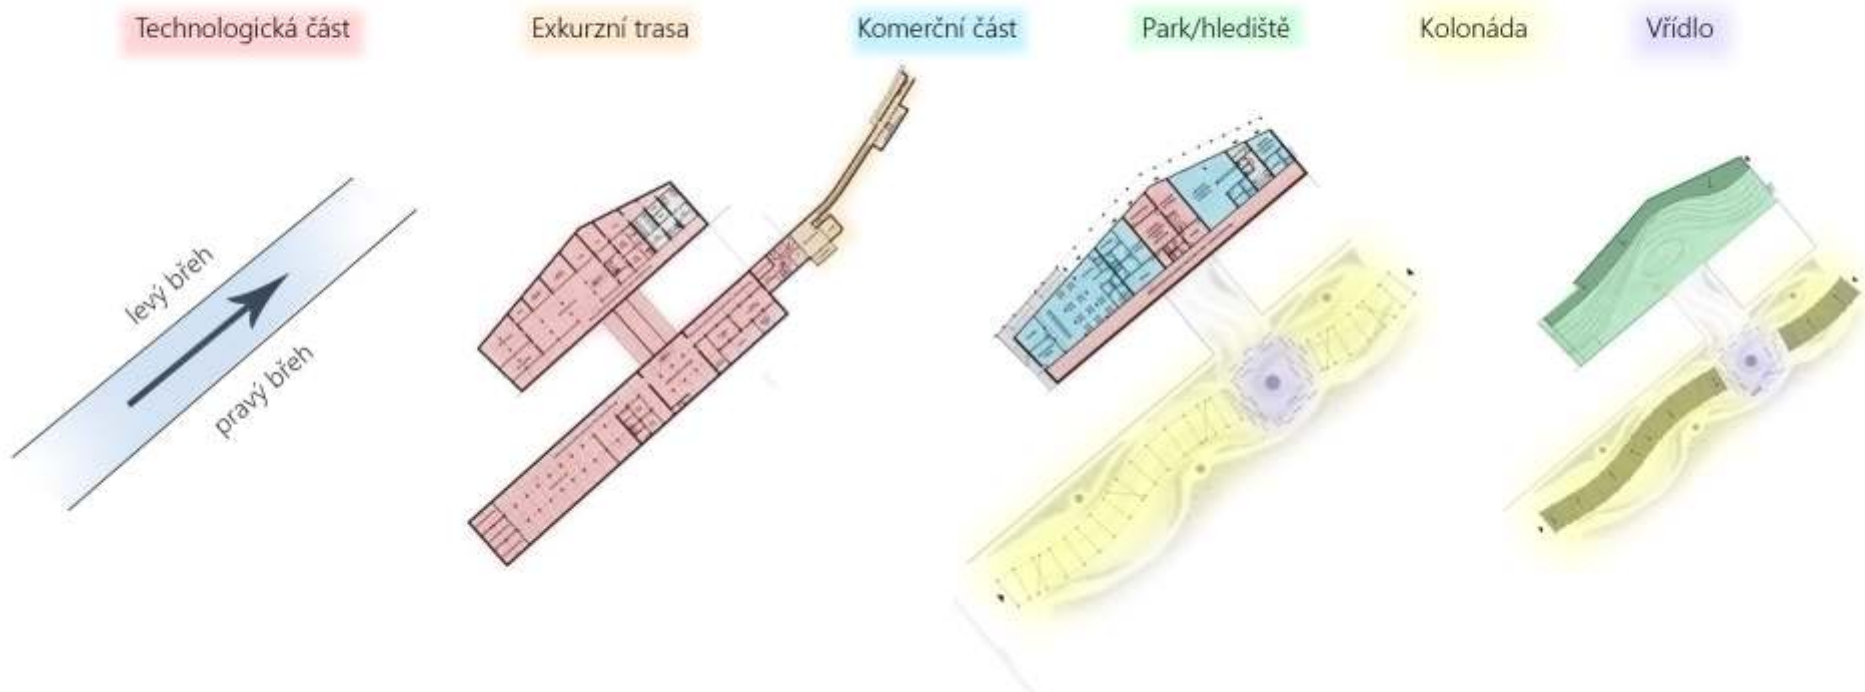 Technologická část
Exkurzní trasa
Komerční část
Park/hlediště
Kolonáda
Vřídlo
levý břeh
pravý břeh